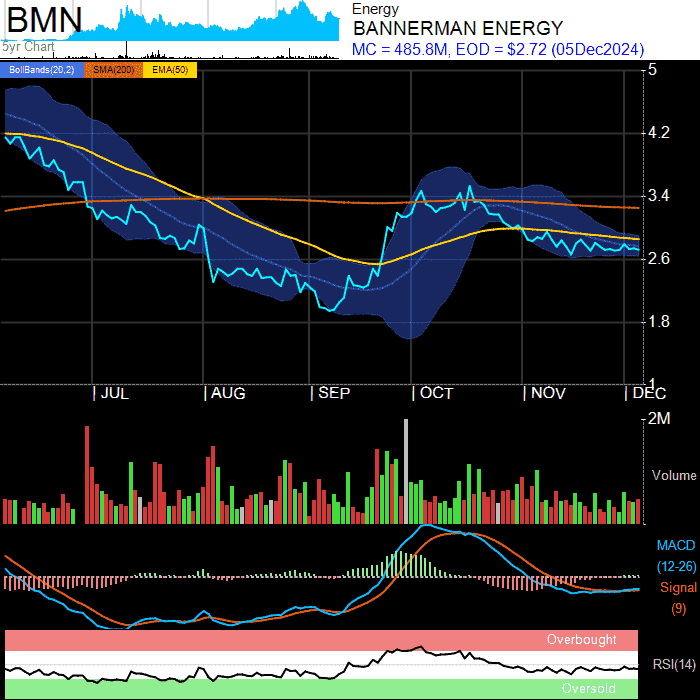 BMN
5yr Chart
Energy
BANNERMAN ENERGY
MC = 485.8M, EOD = $2.72 (05Dec2024)
BollBands(20,2) SMA(200) EMA(50)
5
4.2
3.4
2.6
1.8
1
JUL AUG SEP OCT NOV DEC
2M
Volume
MACD
(12-26)
Signal
(9)
Overbought
RSI(14)
Oversold